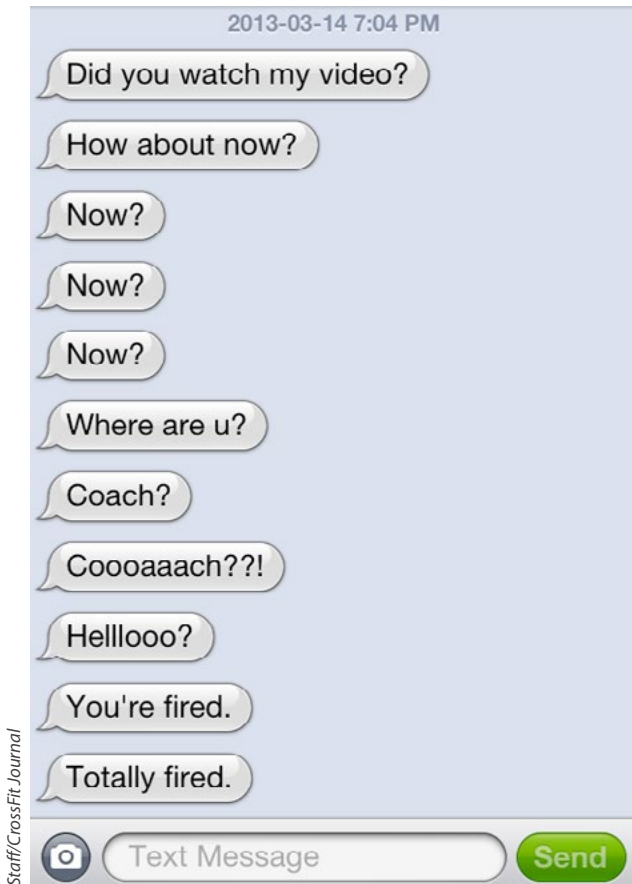 2013-03-14 7:04 PM
Did you watch my video?
How about now?
Now?
Now?
Now?
Where are u?
Coach?
Coooaaach??!
Helllooo?
You're fired.
Totally fired.
Text Message
Send
Staff/CrossFit Journal